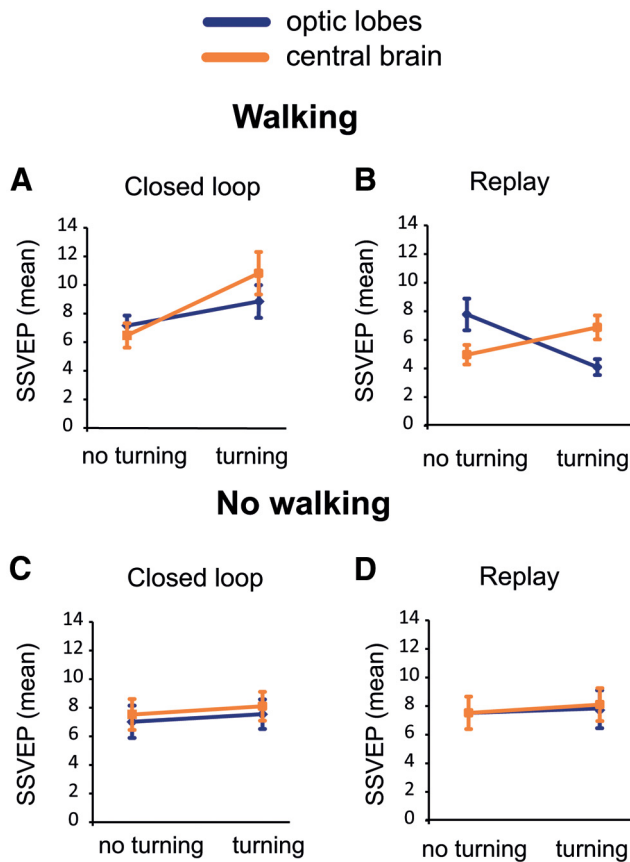 optic lobes
central brain
Walking
A
Closed loop
SSVEP (mean)
14
12
10
8
6
4
2
0
no turning turning
B
Replay
SSVEP (mean)
14
12
10
8
6
4
2
0
no turning turning
No walking
C
Closed loop
SSVEP (mean)
14
12
10
8
6
4
2
0
no turning turning
D
Replay
SSVEP (mean)
14
12
10
8
6
4
2
0
no turning turning